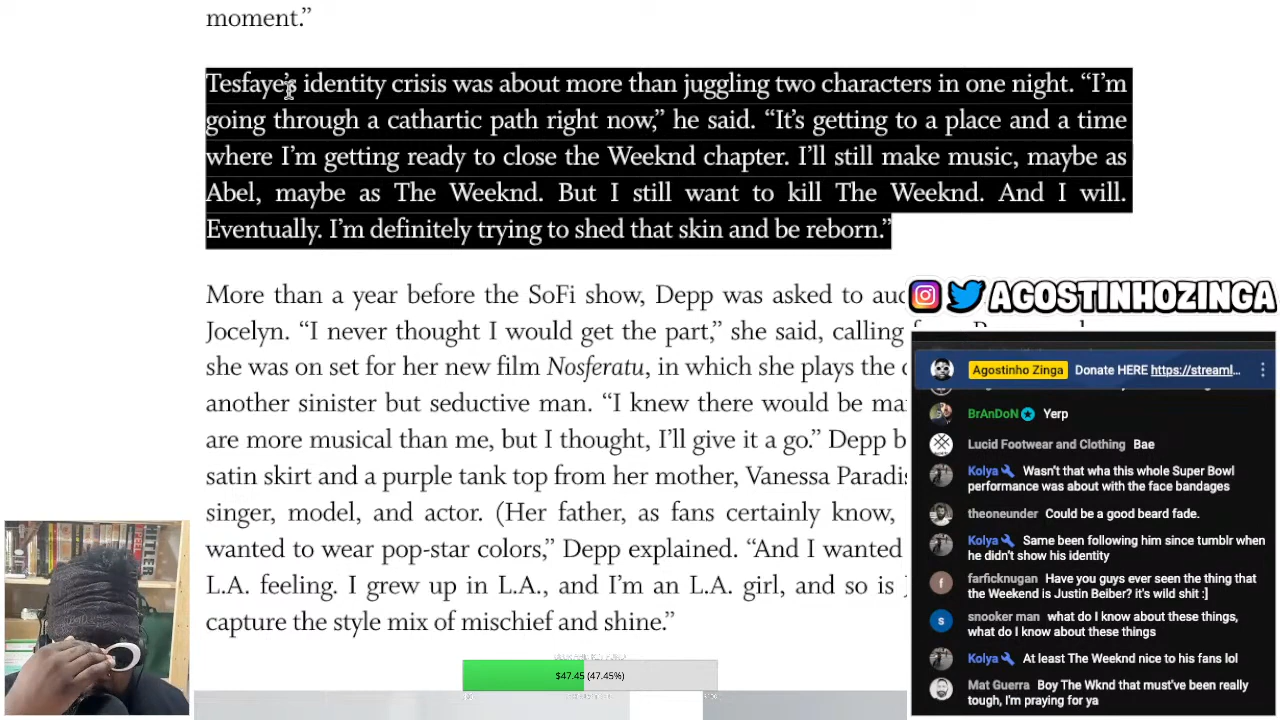 moment.”
Tesfaye’s identity crisis was about more than juggling two characters in one night. “I’m
going through a cathartic path right now,” he said. “It’s getting to a place and a time
where I’m getting ready to close the Weeknd chapter. I’ll still make music, maybe as
Abel, maybe as The Weeknd. But I still want to kill The Weeknd. And I will.
Eventually. I’m definitely trying to shed that skin and be reborn.”
More than a year before the SoFi show, Depp was asked to
Jocelyn. “I never thought I would get the part,” she said, calling
she was on set for her new film Nosferatu, in which she plays the
another sinister but seductive man. “I knew there would be
are more musical than me, but I thought, I’ll give it a go.” Depp
satin skirt and a purple tank top from her mother, Vanessa
singer, model, and actor. (Her father, as fans certainly know,
wanted to wear pop-star colors,” Depp explained. “And I wanted
L.A. feeling. I grew up in L.A., and I’m an L.A. girl, and so is
capture the style mix of mischief and shine.”
AGOSTINHOZINGA
Agostinho Zinga Donate HERE https://streaml...
BrAnDoN Yerp
Lucid Footwear and Clothing Bae
Kolya Wasn't that wha this whole Super Bowl
performance was about with the face bandages
theoneunder Could be a good beard fade.
Kolya Same been following him since tumblr when
he didn't show his identity
farficknugan Have you guys ever seen the thing that
the Weekend is Justin Beiber? it's wild shit :]
snooker man what do I know about these things,
what do I know about these things
Kolya At least The Weeknd nice to his fans lol
Mat Guerra Boy The Wknd that must've been really
tough, I'm praying for ya
$47.45 (47.45%)